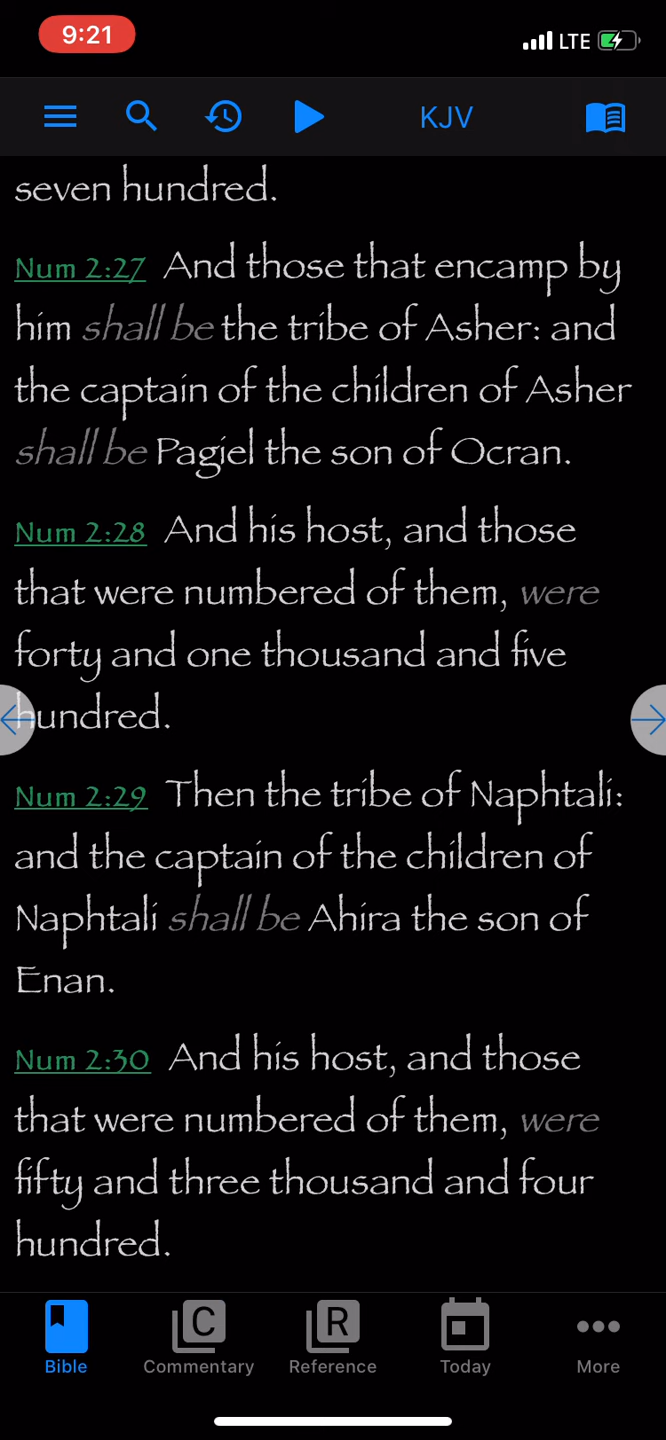 9:21
LTE
KJV
seven hundred.
Num 2:27 And those that encamp by
him shall be the tribe of Asher: and
the captain of the children of Asher
shall be Pagiel the son of Ocran.
Num 2:28 And his host, and those
that were numbered of them, were
forty and one thousand and five
hundred.
Num 2:29 Then the tribe of Naphtali:
and the captain of the children of
Naphtali shall be Ahira the son of
Enan.
Num 2:30 And his host, and those
that were numbered of them, were
fifty and three thousand and four
hundred.
C R
Bible Commentary Reference Today More